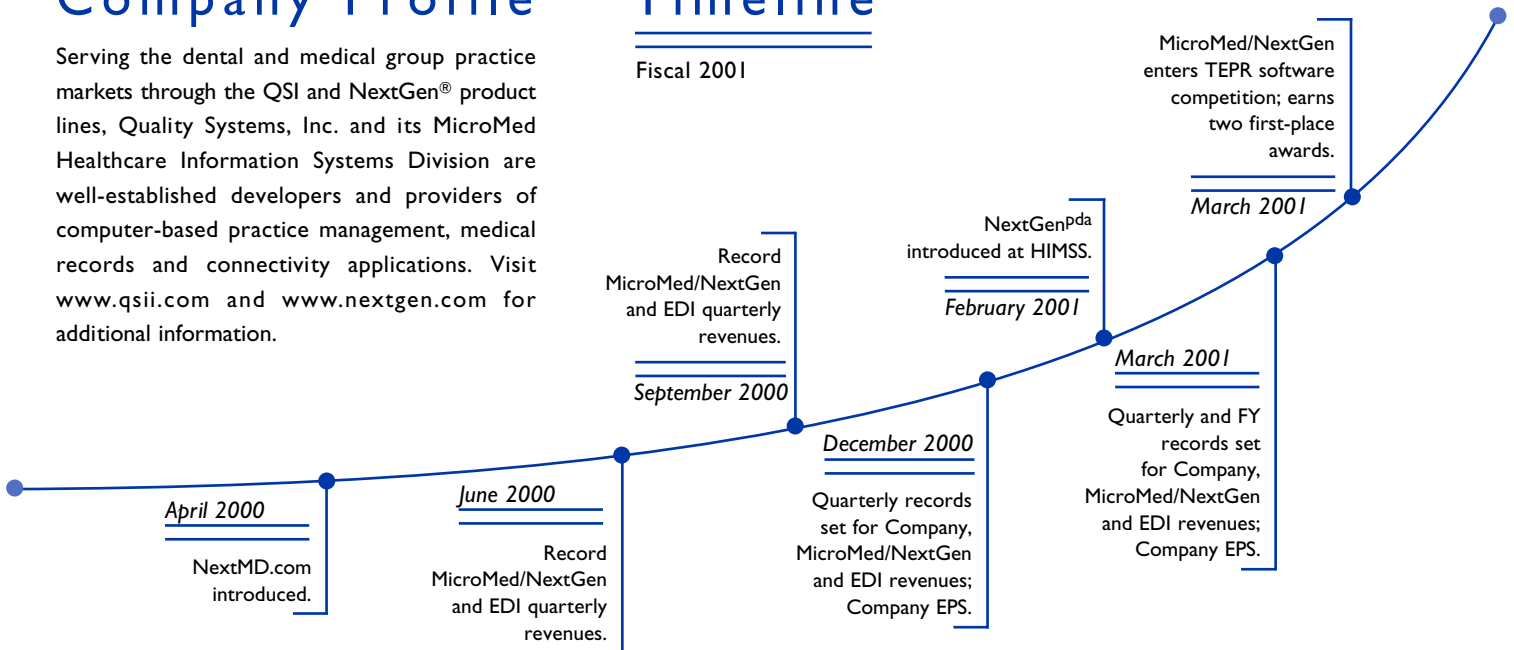 Company Profile
Serving the dental and medical group practice
markets through the QSI and NextGen® product
lines, Quality Systems, Inc. and its MicroMed
Healthcare Information Systems Division are
well-established developers and providers of
computer-based practice management, medical
records and connectivity applications. Visit
www.qsii.com and www.nextgen.com for
additional information.
Timeline
Fiscal 2001
April 2000
NextMD.com
introduced.
June 2000
Record
MicroMed/NextGen
and EDI quarterly
revenues.
Record
MicroMed/NextGen
and EDI quarterly
revenues.
September 2000
December 2000
Quarterly records
set for Company,
MicroMed/NextGen
and EDI revenues;
Company EPS.
NextGenpda
introduced at HIMSS.
February 2001
March 2001
Quarterly and FY
records set
for Company,
MicroMed/NextGen
and EDI revenues;
Company EPS.
MicroMed/NextGen
enters TEPR software
competition; earns
two first-place
awards.
March 2001